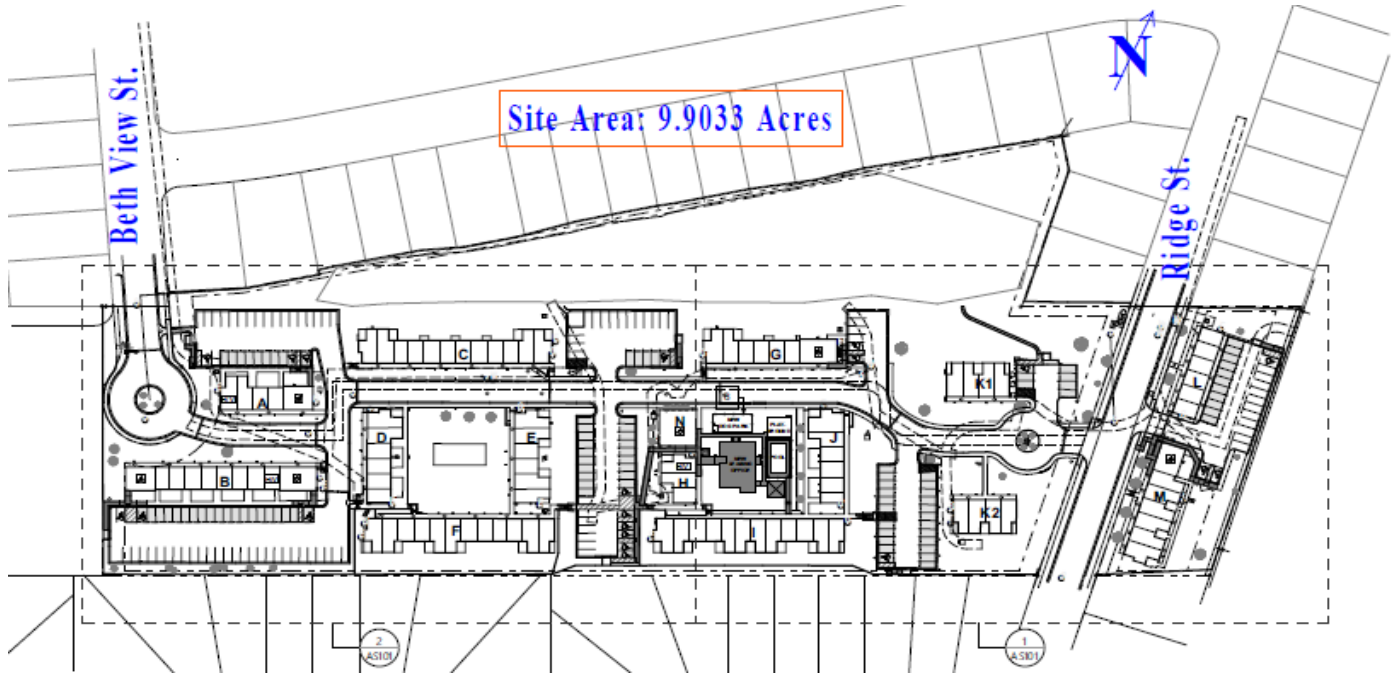 N
Beth View St.
Site Area: 9.9033 Acres
Ridge St.
C
G
K1
L
A
N
D
E
J
H
B
K2
M
F
I
2
AS101
1
AS101